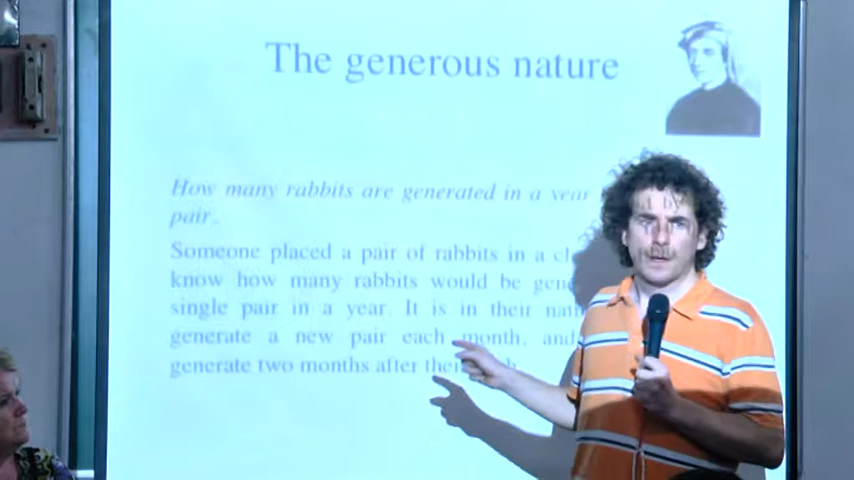 The generous nature
How many rabbits are generated in a year
pair.
Someone placed a pair of rabbits in a
know how many rabbits would be
single pair in a year. It is in their
generate a new pair each month, and
generate two months after their